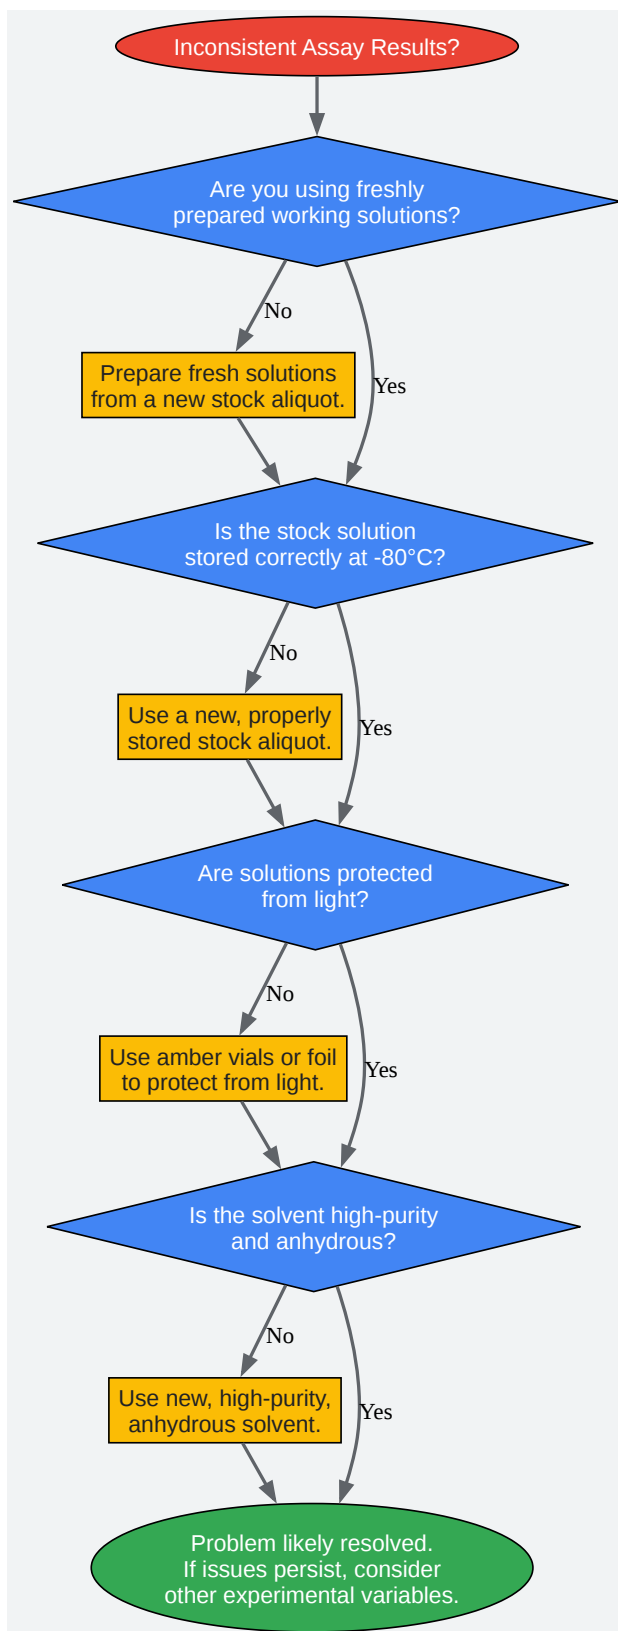 Inconsistent Assay Results?
Are you using freshly
prepared working solutions?
No
Prepare fresh solutions
from a new stock aliquot.
Yes
Is the stock solution
stored correctly at -80°C?
No
Use a new, properly
stored stock aliquot.
Yes
Are solutions protected
from light?
No
Use amber vials or foil
to protect from light.
Yes
Is the solvent high-purity
and anhydrous?
No
Use new, high-purity,
anhydrous solvent.
Yes
Problem likely resolved.
If issues persist, consider
other experimental variables.